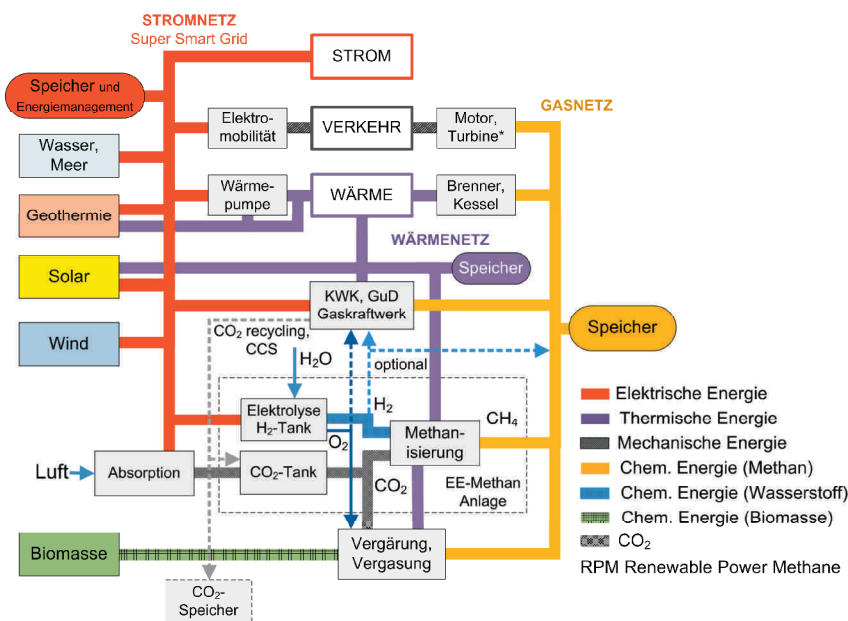 STROMNETZ
Super Smart Grid
STROM
Speicher und
Energiemanagement
GASNETZ
Elektro-
mobilität
VERKEHR
Motor,
Turbine*
Wasser,
Meer
Wärme-
pumpe
WÄRME
Brenner,
Kessel
Geothermie
WÄRMENETZ
Solar
Speicher
KWK, GuD
Gaskraftwerk
Speicher
Wind
CO2 recycling,
CCS
H2O
optional
Elektrische Energie
Elektrolyse
H2-Tank
H2
CH4
Thermische Energie
O2
Methan-
isierung
Mechanische Energie
Luft
Absorption
CO2-Tank
CO2
EE-Methan
Anlage
Chem. Energie (Methan)
Chem. Energie (Wasserstoff)
Chem. Energie (Biomasse)
CO2
Biomasse
Vergärung,
Vergasung
RPM Renewable Power Methane
CO2-
Speicher